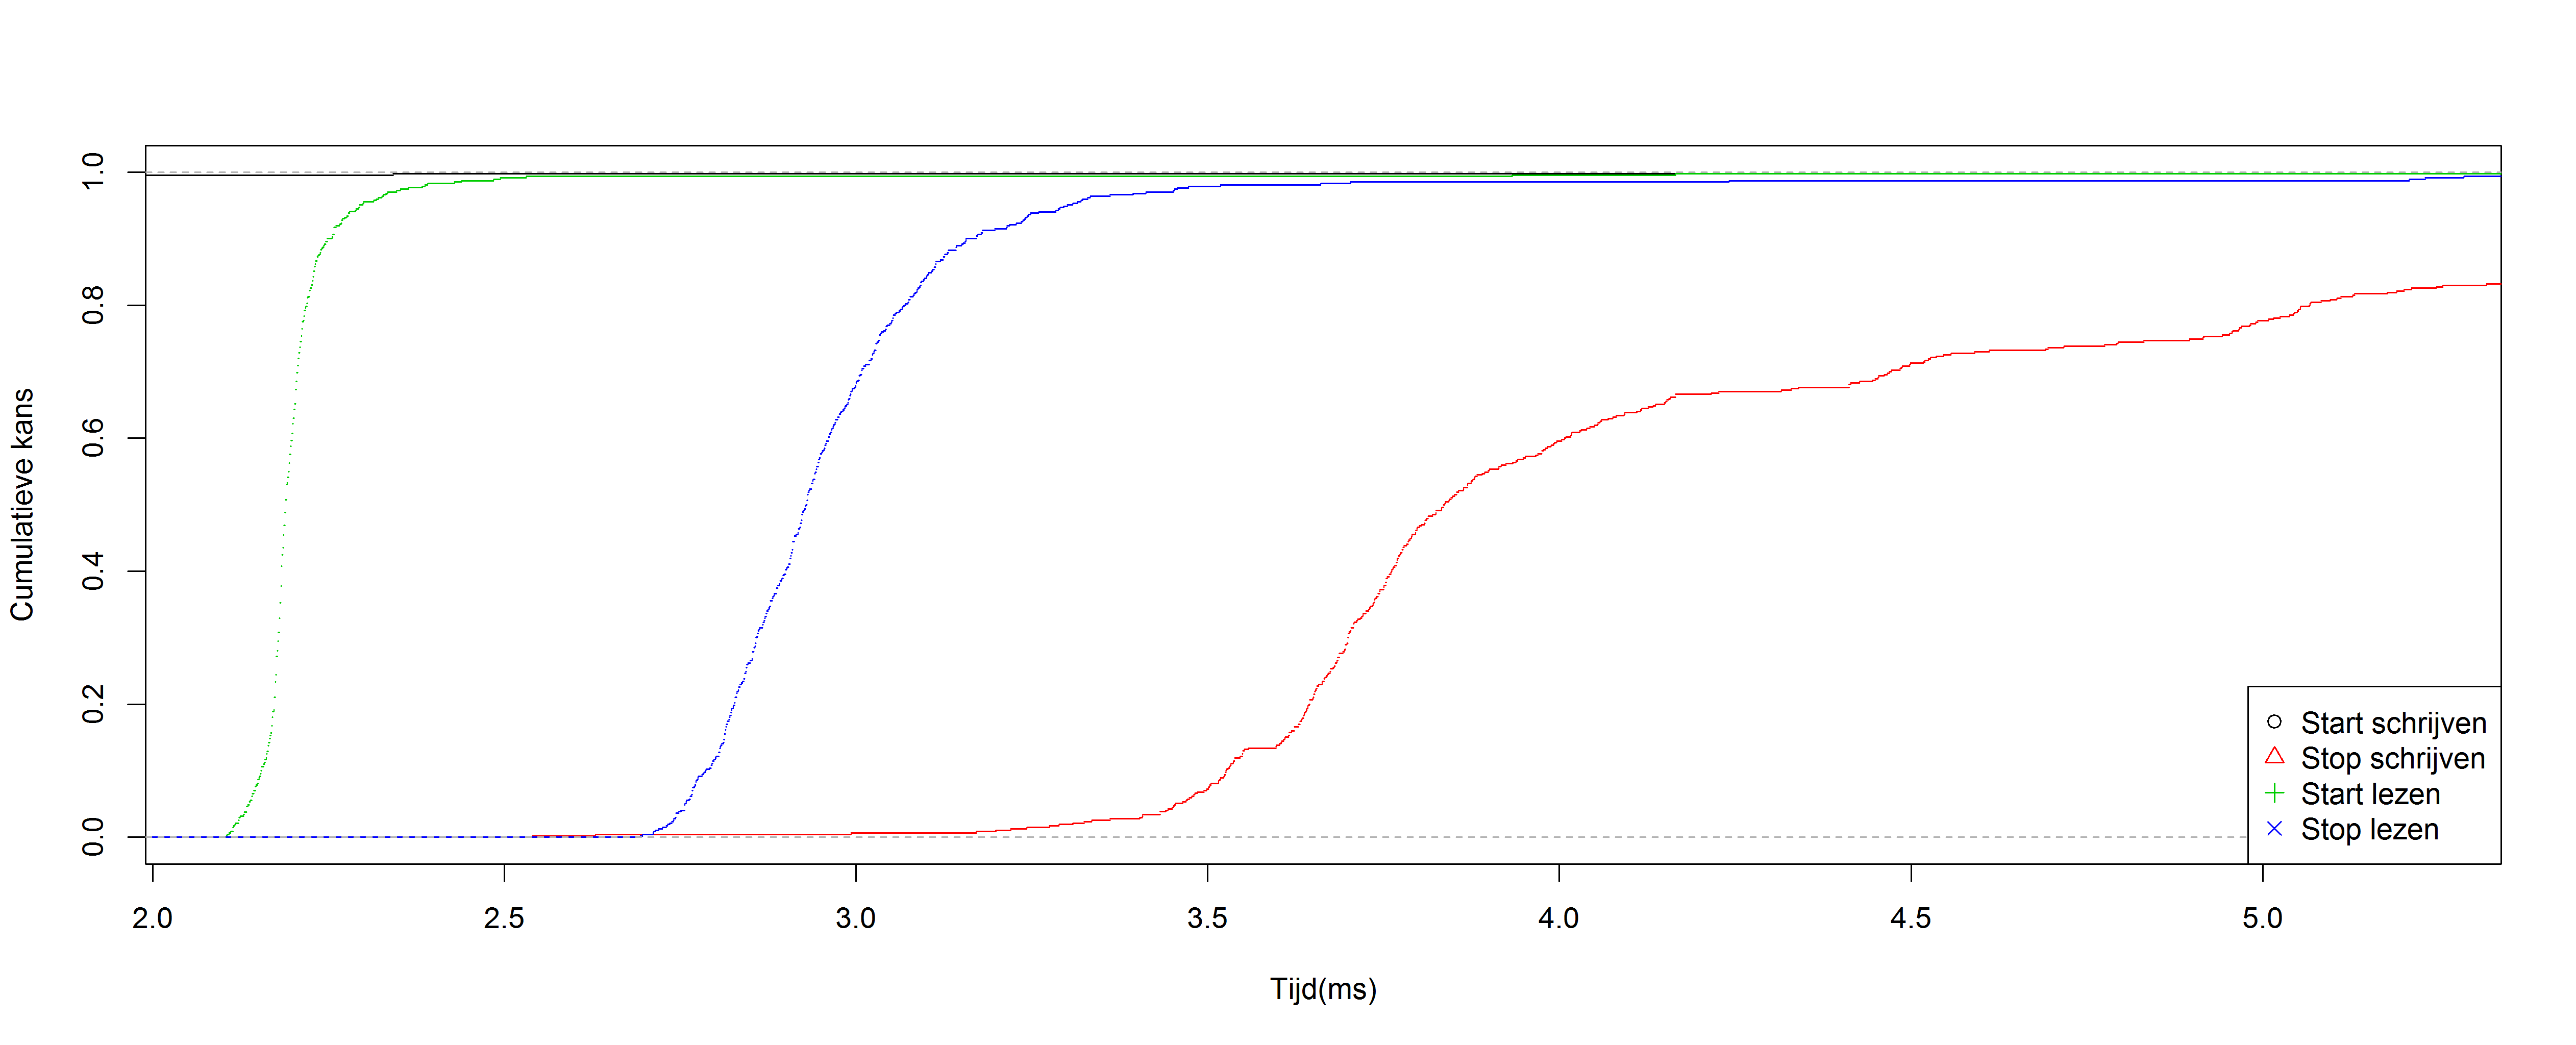 Cumulatieve kans
1.0
0.8
0.6
0.4
0.2
0.0
Start schrijven
Stop schrijven
Start lezen
Stop lezen
2.0 2.5 3.0 3.5 4.0 4.5 5.0
Tijd(ms)